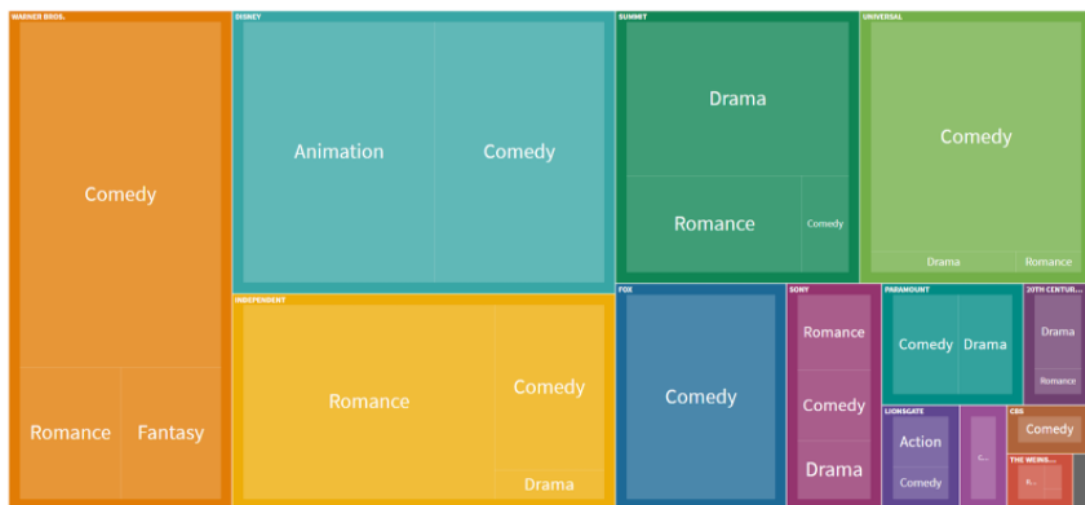 WARNER BROS.
Comedy
Romance
Fantasy
DISNEY
Animation
Comedy
INDEPENDENT
Romance
Comedy
Drama
SUMMIT
Drama
Romance
Comedy
UNIVERSAL
Comedy
Drama
Romance
FOX
Comedy
SONY
Romance
Comedy
Drama
PARAMOUNT
Comedy
Drama
20TH CENTUR...
Drama
Romance
LIONSGATE
Action
Comedy
C...
CBS
Comedy
THE WEINS...